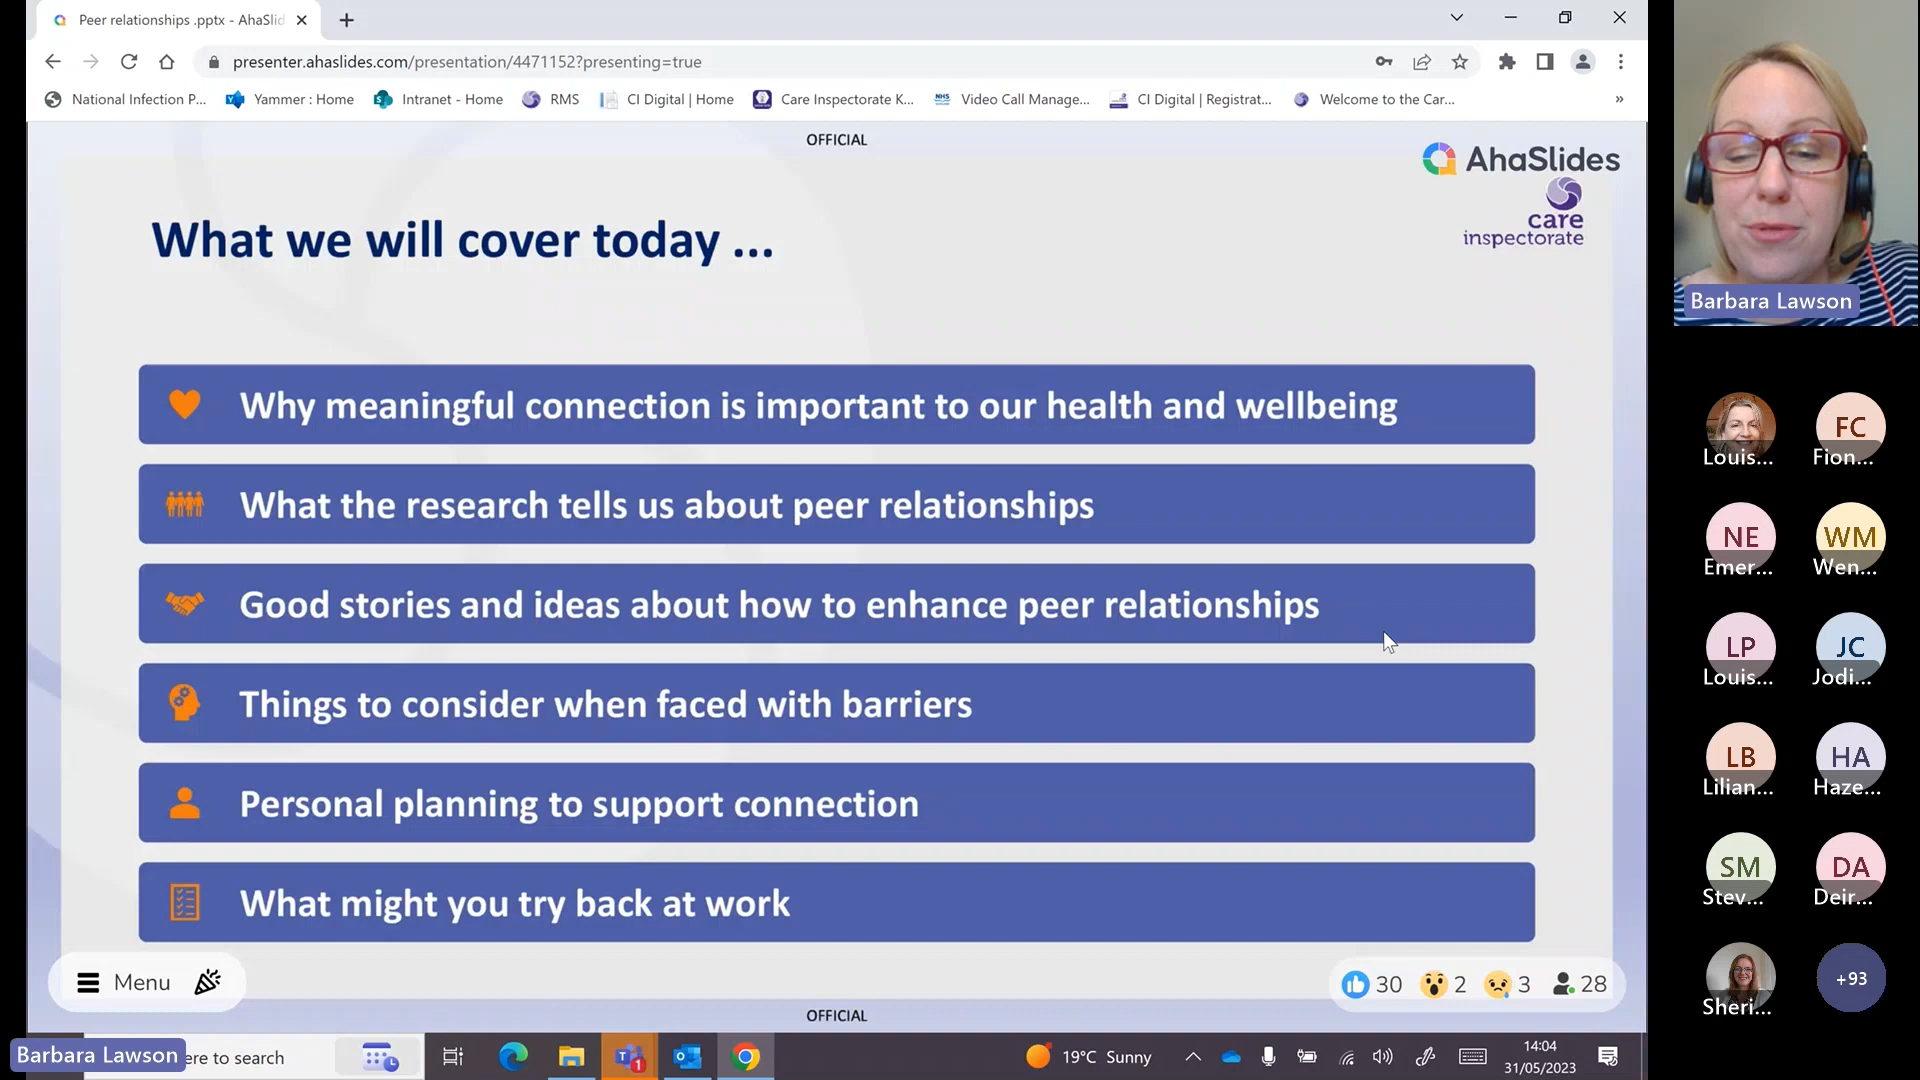 Peer relationships .pptx - AhaSlid
presenter.ahaslides.com/presentation/4471152?presenting=true
National Infection P...
Yammer : Home
Intranet - Home
RMS
CI Digital | Home
Care Inspectorate K...
NHS
Video Call Manage...
CI Digital | Registrat...
Welcome to the Car...
»
OFFICIAL
AhaSlides
care
inspectorate
What we will cover today ...
Why meaningful connection is important to our health and wellbeing
What the research tells us about peer relationships
Good stories and ideas about how to enhance peer relationships
Things to consider when faced with barriers
Personal planning to support connection
What might you try back at work
Menu
30
2
3
28
OFFICIAL
Barbara Lawson
ere to search
1
19°C Sunny
14:04
31/05/2023
Barbara Lawson
Louis...
FC
Fion...
NE
Emer...
WM
Wen...
LP
Louis...
JC
Jodi...
LB
Lilian...
HA
Haze...
SM
Stev...
DA
Deir...
Sheri...
+93